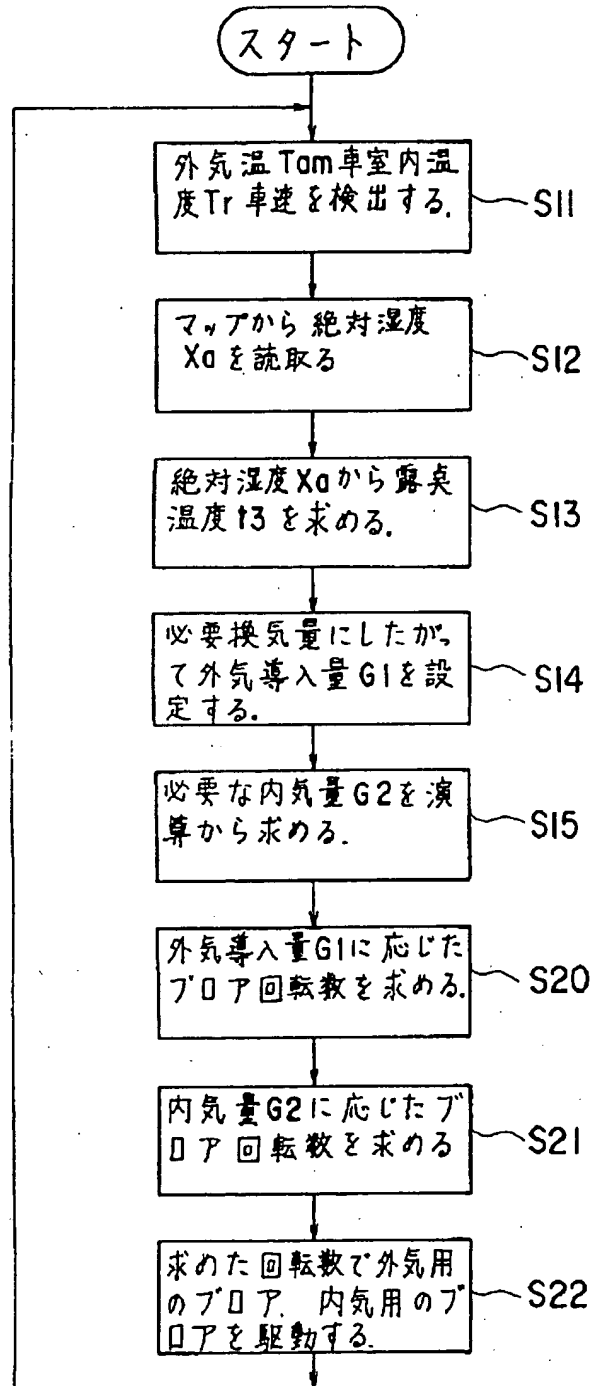 スタート
外気温Tam車室内温
度Tr車速を検出する.
S11
マップから絶対湿度
Xaを読取る
S12
絶対湿度Xaから露点
温度t3を求める.
S13
必要換気量にしたがっ
て外気導入量G1を設
定する.
S14
必要な内気量G2を演
算から求める.
S15
外気導入量G1に応じた
ブロア回転数を求める.
S20
内気量G2に応じたブ
ロア回転数を求める
S21
求めた回転数で外気用
のブロア、内気用のブ
ロアを駆動する.
S22